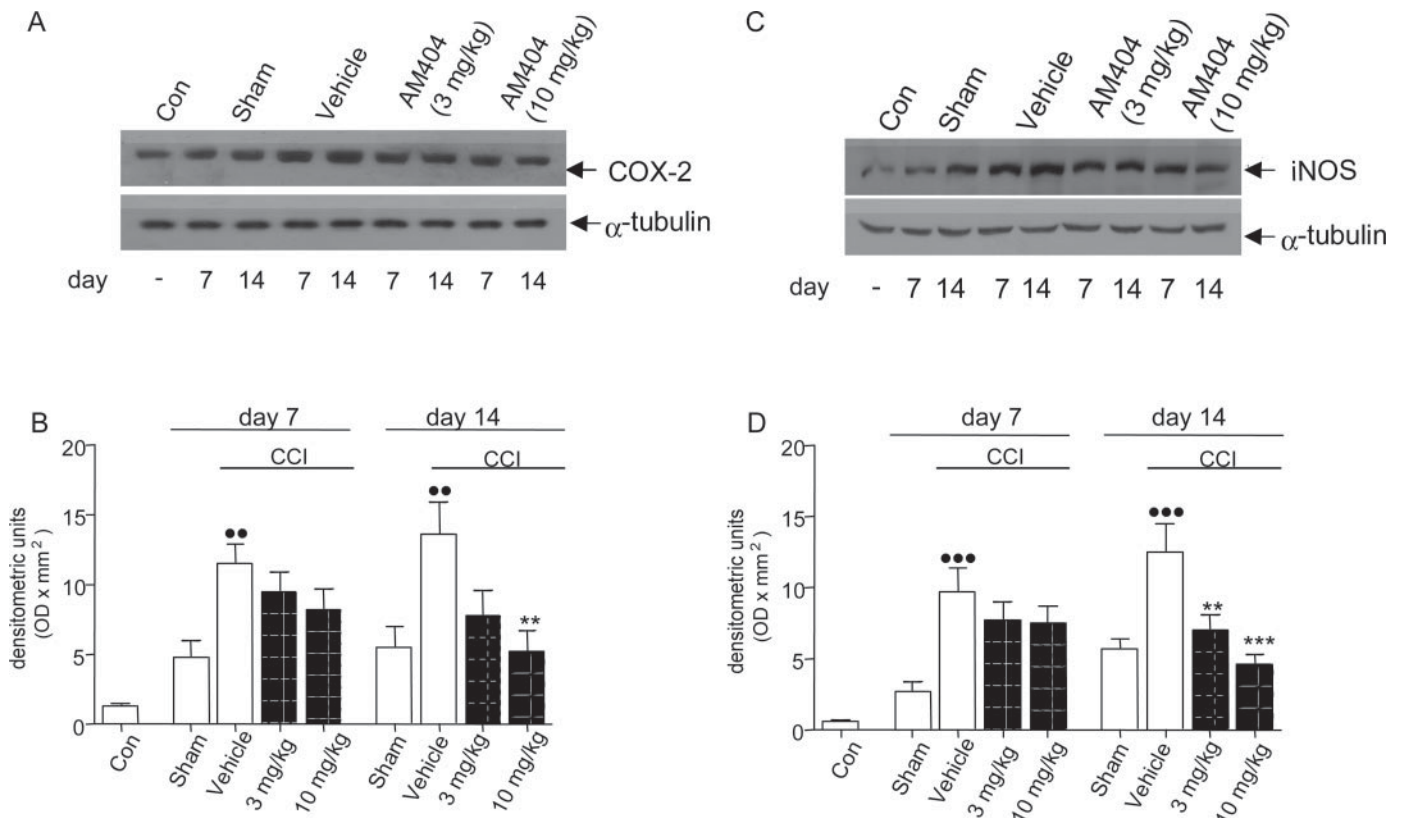 A
Con
Sham
Vehicle
AM404
(3 mg/kg)
AM404
(10 mg/kg)
COX-2
α-tubulin
day - 7 14 7 14 7 14 7 14
C
Con
Sham
Vehicle
AM404
(3 mg/kg)
AM404
(10 mg/kg)
iNOS
α-tubulin
day - 7 14 7 14 7 14 7 14
B
day 7
day 14
CCI
CCI
densitometric units
(OD x mm²)
20
15
10
5
0
**
Con
Sham
Vehicle
3 mg/kg
10 mg/kg
Sham
Vehicle
3 mg/kg
10 mg/kg
D
day 7
day 14
CCI
CCI
densitometric units
(OD x mm²)
20
15
10
5
0
**
***
Con
Sham
Vehicle
3 mg/kg
10 mg/kg
Sham
Vehicle
3 mg/kg
10 mg/kg